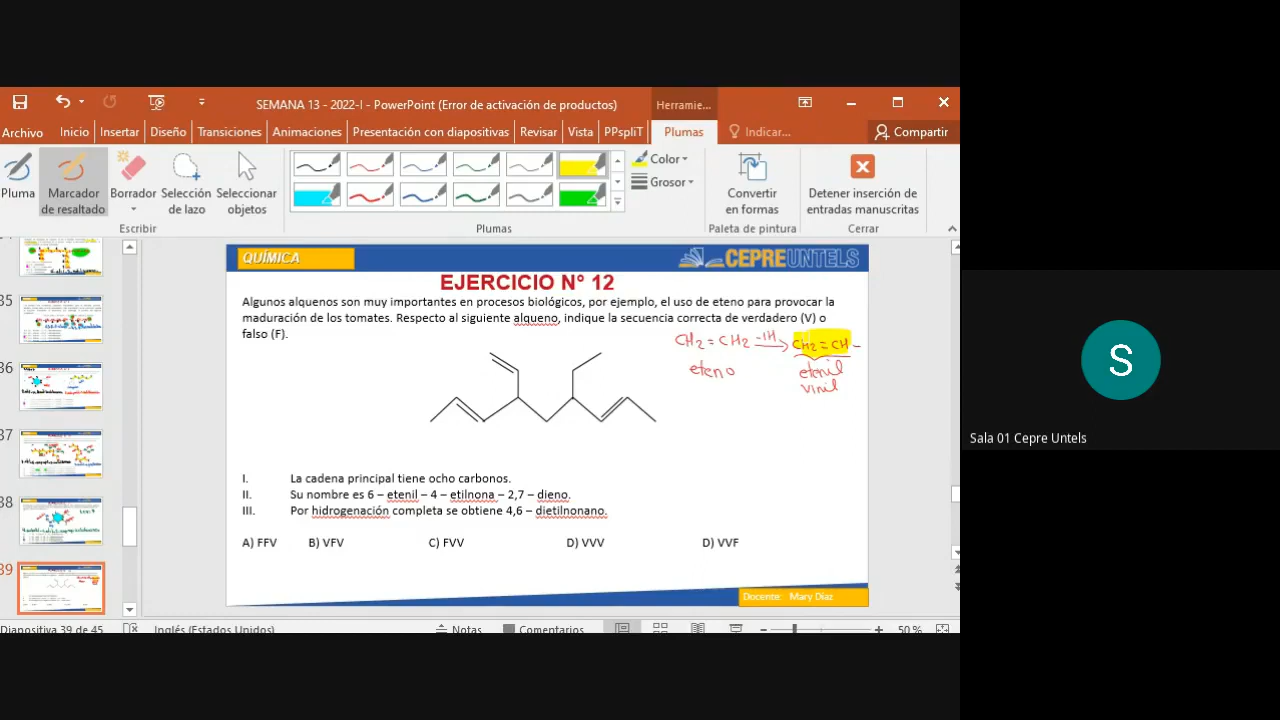 SEMANA 13 - 2022-I - PowerPoint (Error de activación de productos)
Herramie...
Archivo Inicio Insertar Diseño Transiciones Animaciones Presentación con diapositivas Revisar Vista PPspliT Plumas Indicar... Compartir
Pluma
Marcador de resaltado
Borrador
Selección de lazo
Seleccionar objetos
Escribir
Plumas
Color
Grosor
Convertir en formas
Paleta de pintura
Detener inserción de entradas manuscritas
Cerrar
35
36
37
38
39
QUÍMICA
CEPREUNTELS
EJERCICIO N° 12
Algunos alquenos son muy importantes en procesos biológicos, por ejemplo, el uso de eteno para provocar la
maduración de los tomates. Respecto al siguiente alqueno, indique la secuencia correcta de verdadero (V) o
falso (F).
CH2 = CH2 -1H → CH2 = CH -
eteno
etenil
vinil
I. La cadena principal tiene ocho carbonos.
II. Su nombre es 6 – etenil – 4 – etilnona – 2,7 – dieno.
III. Por hidrogenación completa se obtiene 4,6 – dietilnonano.
A) FFV B) VFV C) FVV D) VVV D) VVF
Docente: Mary Díaz
Diapositiva 39 de 45 Inglés (Estados Unidos) Notas Comentarios 50 %
S
Sala 01 Cepre Untels